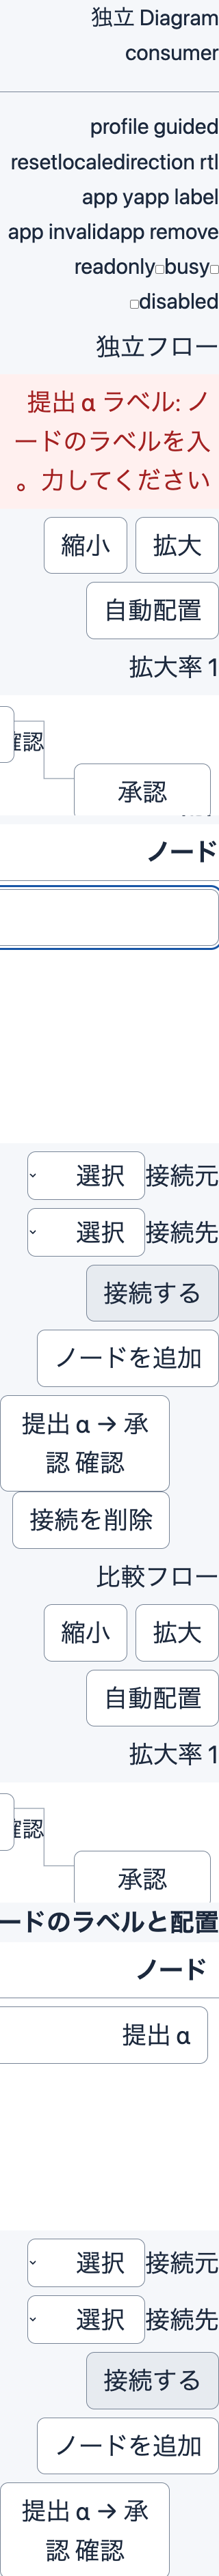 独立 Diagram
consumer
profile guided
resetlocaledirection rtl
app yapp label
app invalidapp remove
readonly busy
disabled
独立フロー
提出 α ラベル: ノ
ードのラベルを入
力してください。
縮小 拡大
自動配置
拡大率 1
確認
承認
ノード
選択 接続元
選択 接続先
接続する
ノードを追加
提出 α → 承
認 確認
接続を削除
比較フロー
縮小 拡大
自動配置
拡大率 1
確認
承認
ードのラベルと配置
ノード
提出 α
選択 接続元
選択 接続先
接続する
ノードを追加
提出 α → 承
認 確認